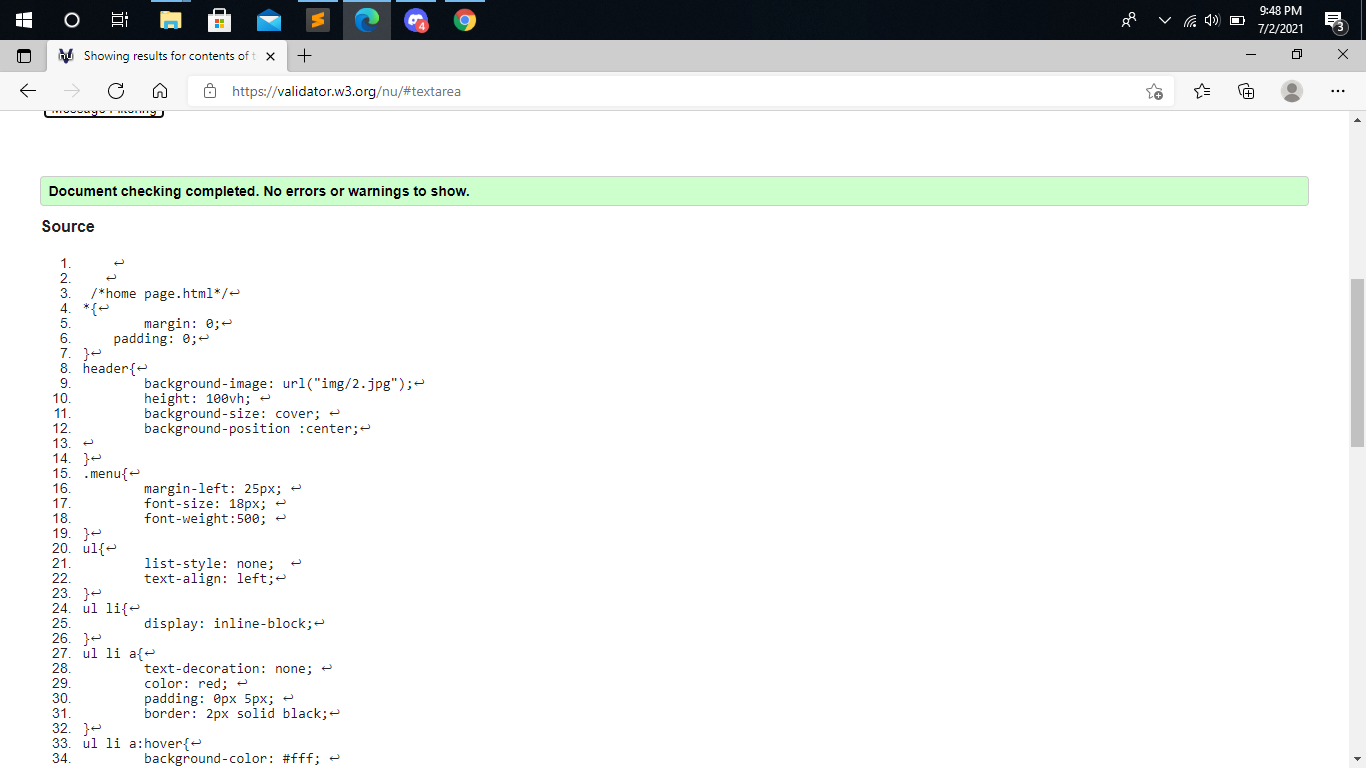 9:48 PM
7/2/2021
4
3
Showing results for contents of t
https://validator.w3.org/nu/#textarea
Message Filtering
Document checking completed. No errors or warnings to show.
Source
1. ↩
2. ↩
3. /*home page.html*/↩
4. *{↩
5. margin: 0;↩
6. padding: 0;↩
7. }↩
8. header{↩
9. background-image: url("img/2.jpg");↩
10. height: 100vh; ↩
11. background-size: cover; ↩
12. background-position :center;↩
13. ↩
14. }↩
15. .menu{↩
16. margin-left: 25px; ↩
17. font-size: 18px; ↩
18. font-weight:500; ↩
19. }↩
20. ul{↩
21. list-style: none; ↩
22. text-align: left;↩
23. }↩
24. ul li{↩
25. display: inline-block;↩
26. }↩
27. ul li a{↩
28. text-decoration: none; ↩
29. color: red; ↩
30. padding: 0px 5px; ↩
31. border: 2px solid black;↩
32. }↩
33. ul li a:hover{↩
34. background-color: #fff; ↩